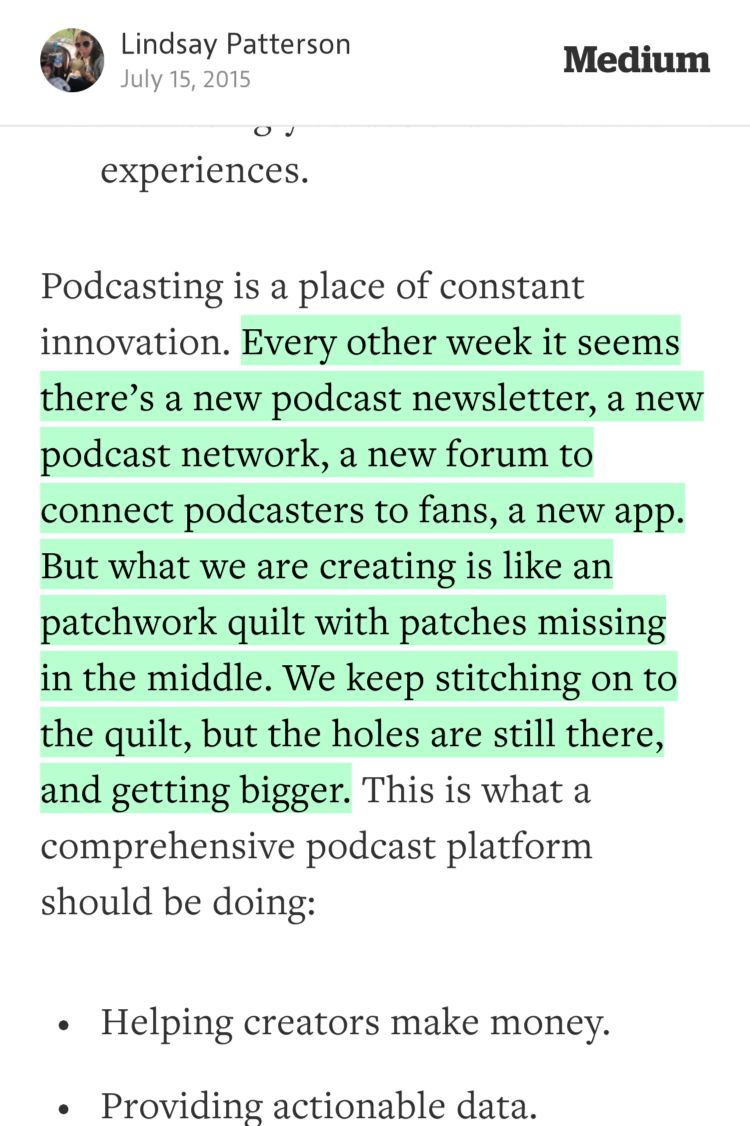 Lindsay Patterson
July 15, 2015
Medium
experiences.
Podcasting is a place of constant
innovation. Every other week it seems
there’s a new podcast newsletter, a new
podcast network, a new forum to
connect podcasters to fans, a new app.
But what we are creating is like an
patchwork quilt with patches missing
in the middle. We keep stitching on to
the quilt, but the holes are still there,
and getting bigger. This is what a
comprehensive podcast platform
should be doing:
• Helping creators make money.
• Providing actionable data.